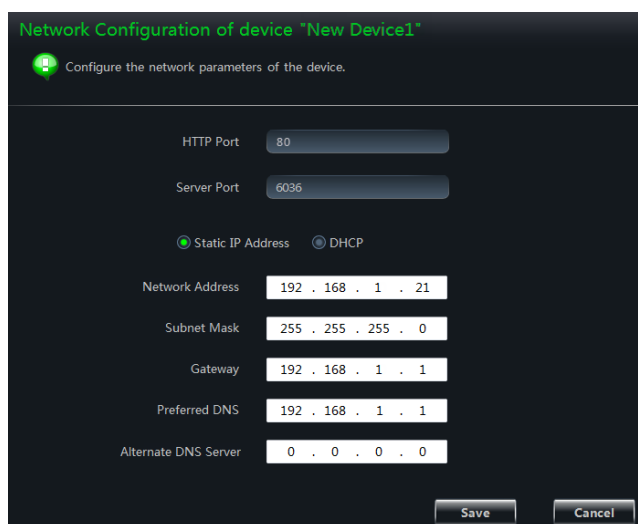 Network Configuration of device "New Device1"
Configure the network parameters of the device.
HTTP Port 80
Server Port 6036
Static IP Address DHCP
Network Address 192 . 168 . 1 . 21
Subnet Mask 255 . 255 . 255 . 0
Gateway 192 . 168 . 1 . 1
Preferred DNS 192 . 168 . 1 . 1
Alternate DNS Server 0 . 0 . 0 . 0
Save Cancel